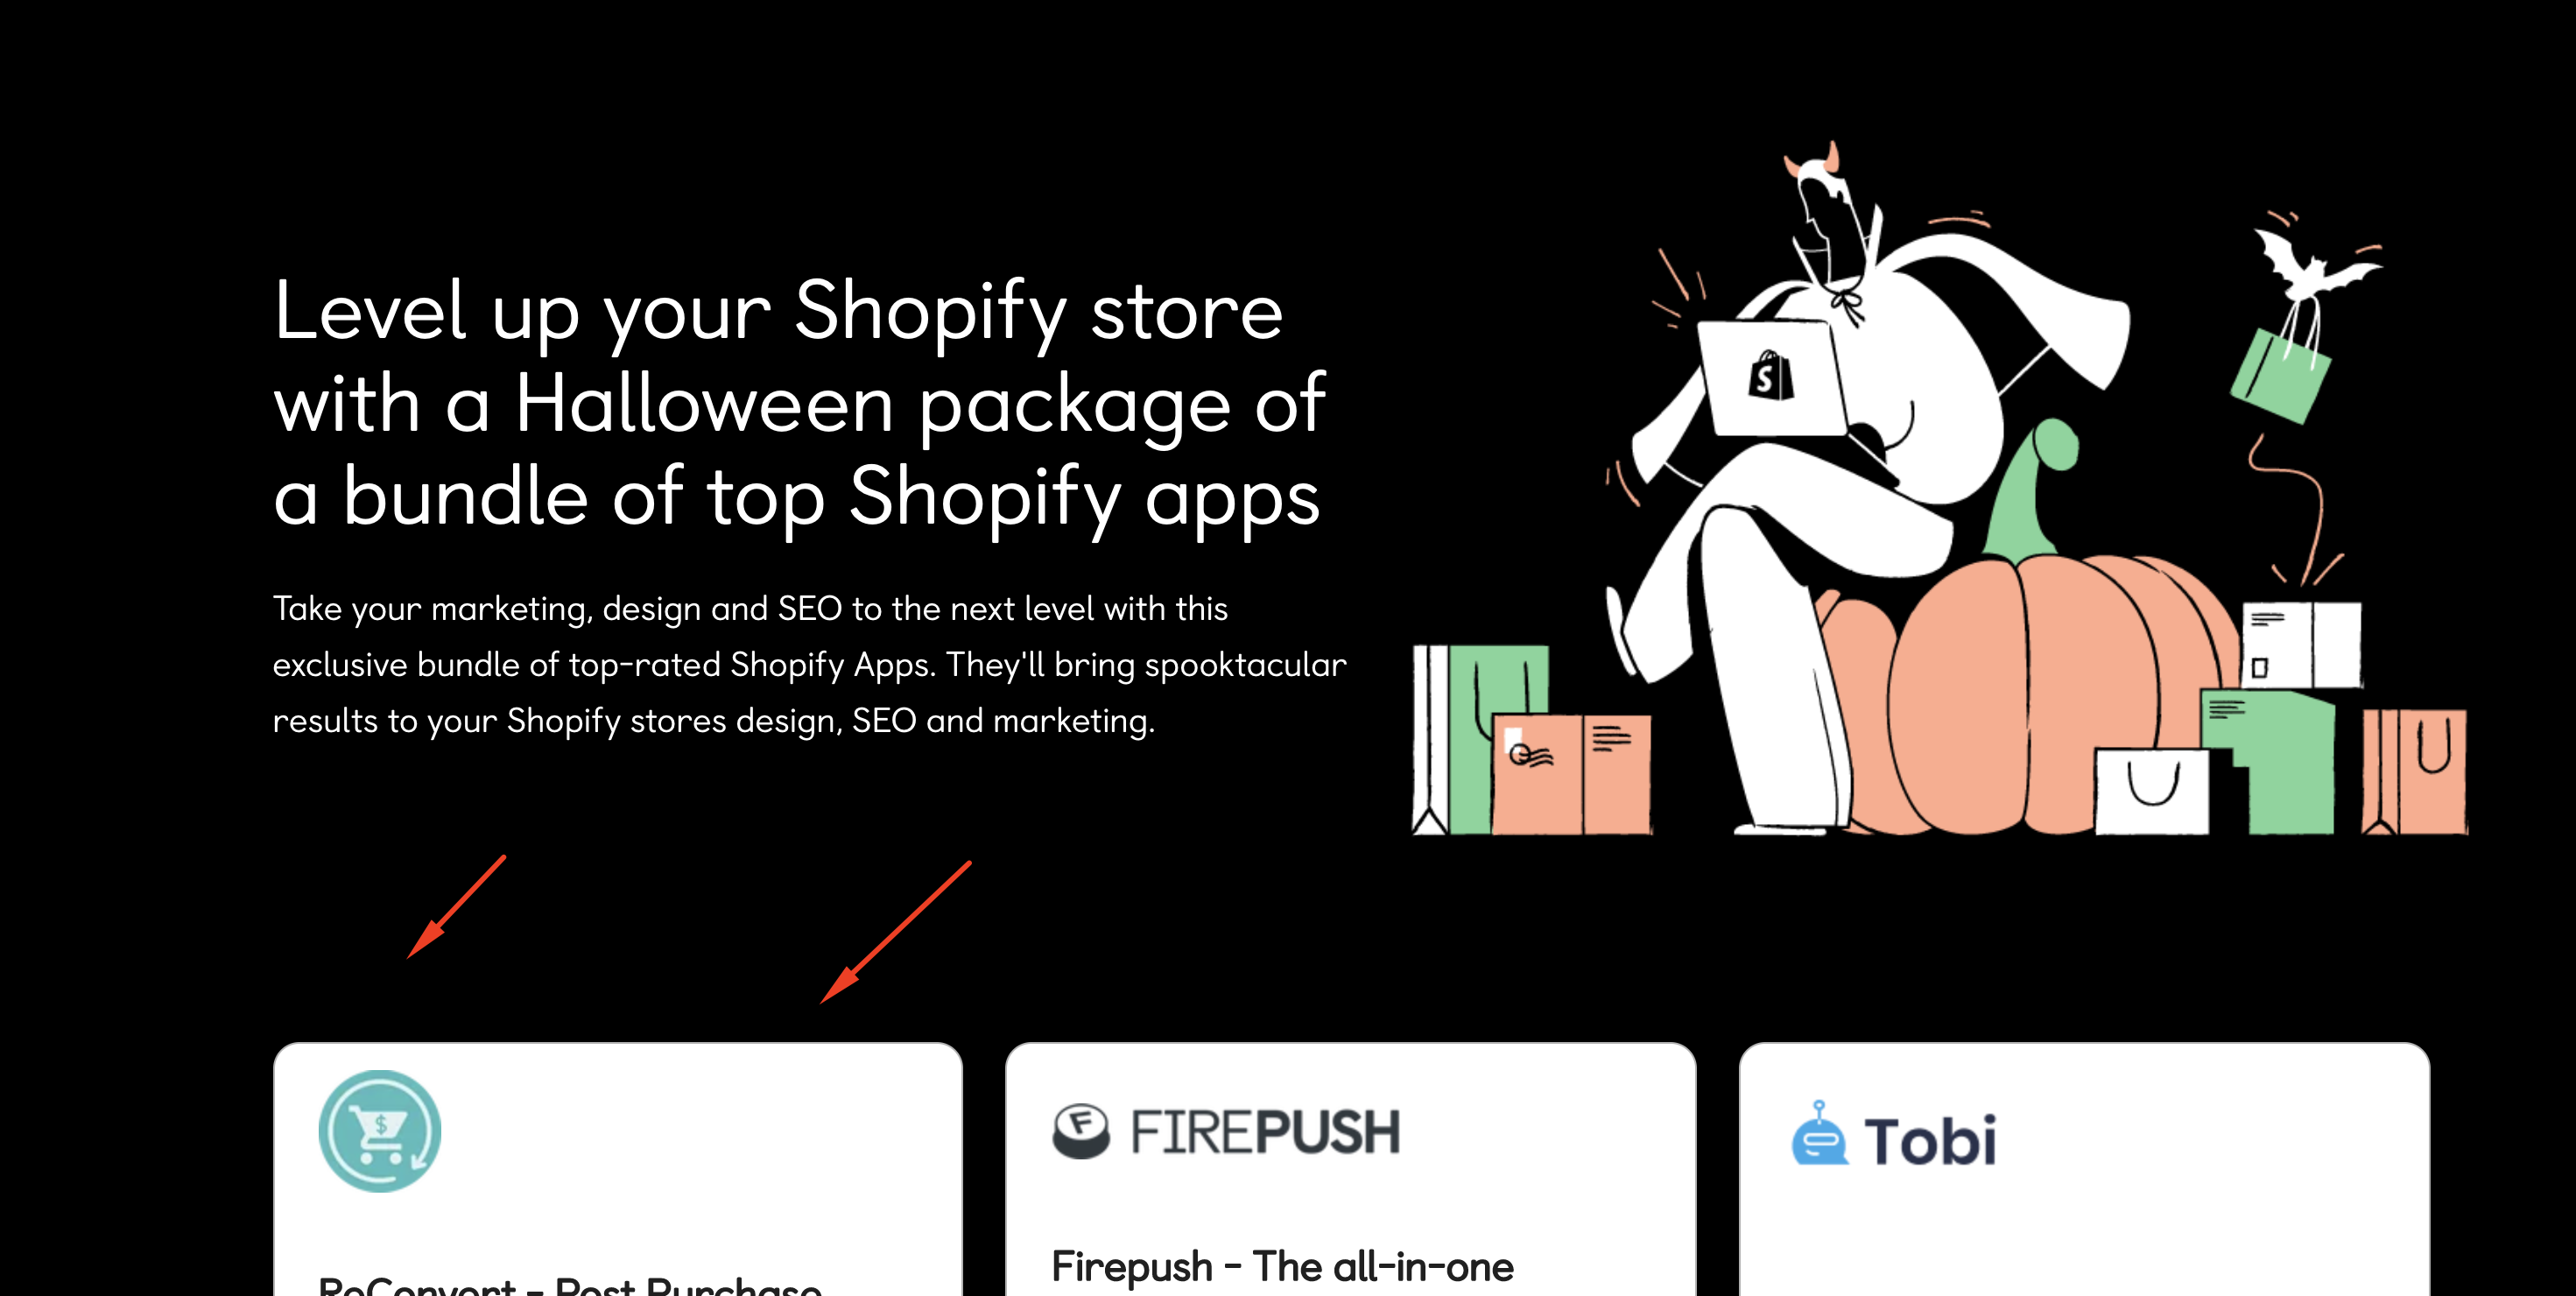 Level up your Shopify store
with a Halloween package of
a bundle of top Shopify apps
Take your marketing, design and SEO to the next level with this
exclusive bundle of top-rated Shopify Apps. They'll bring spooktacular
results to your Shopify stores design, SEO and marketing.
S
$
F FIREPUSH
Tobi
ReConvert - Post Purchase
Firepush - The all-in-one